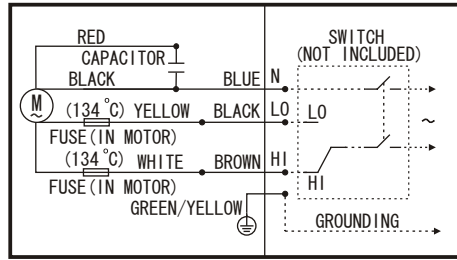 RED
CAPACITOR
BLACK
BLUE
N
SWITCH
(NOT INCLUDED)
M
~
(134°C) YELLOW
BLACK
LO
LO
~
FUSE(IN MOTOR)
(134°C) WHITE
BROWN
HI
HI
FUSE(IN MOTOR)
GREEN/YELLOW
GROUNDING